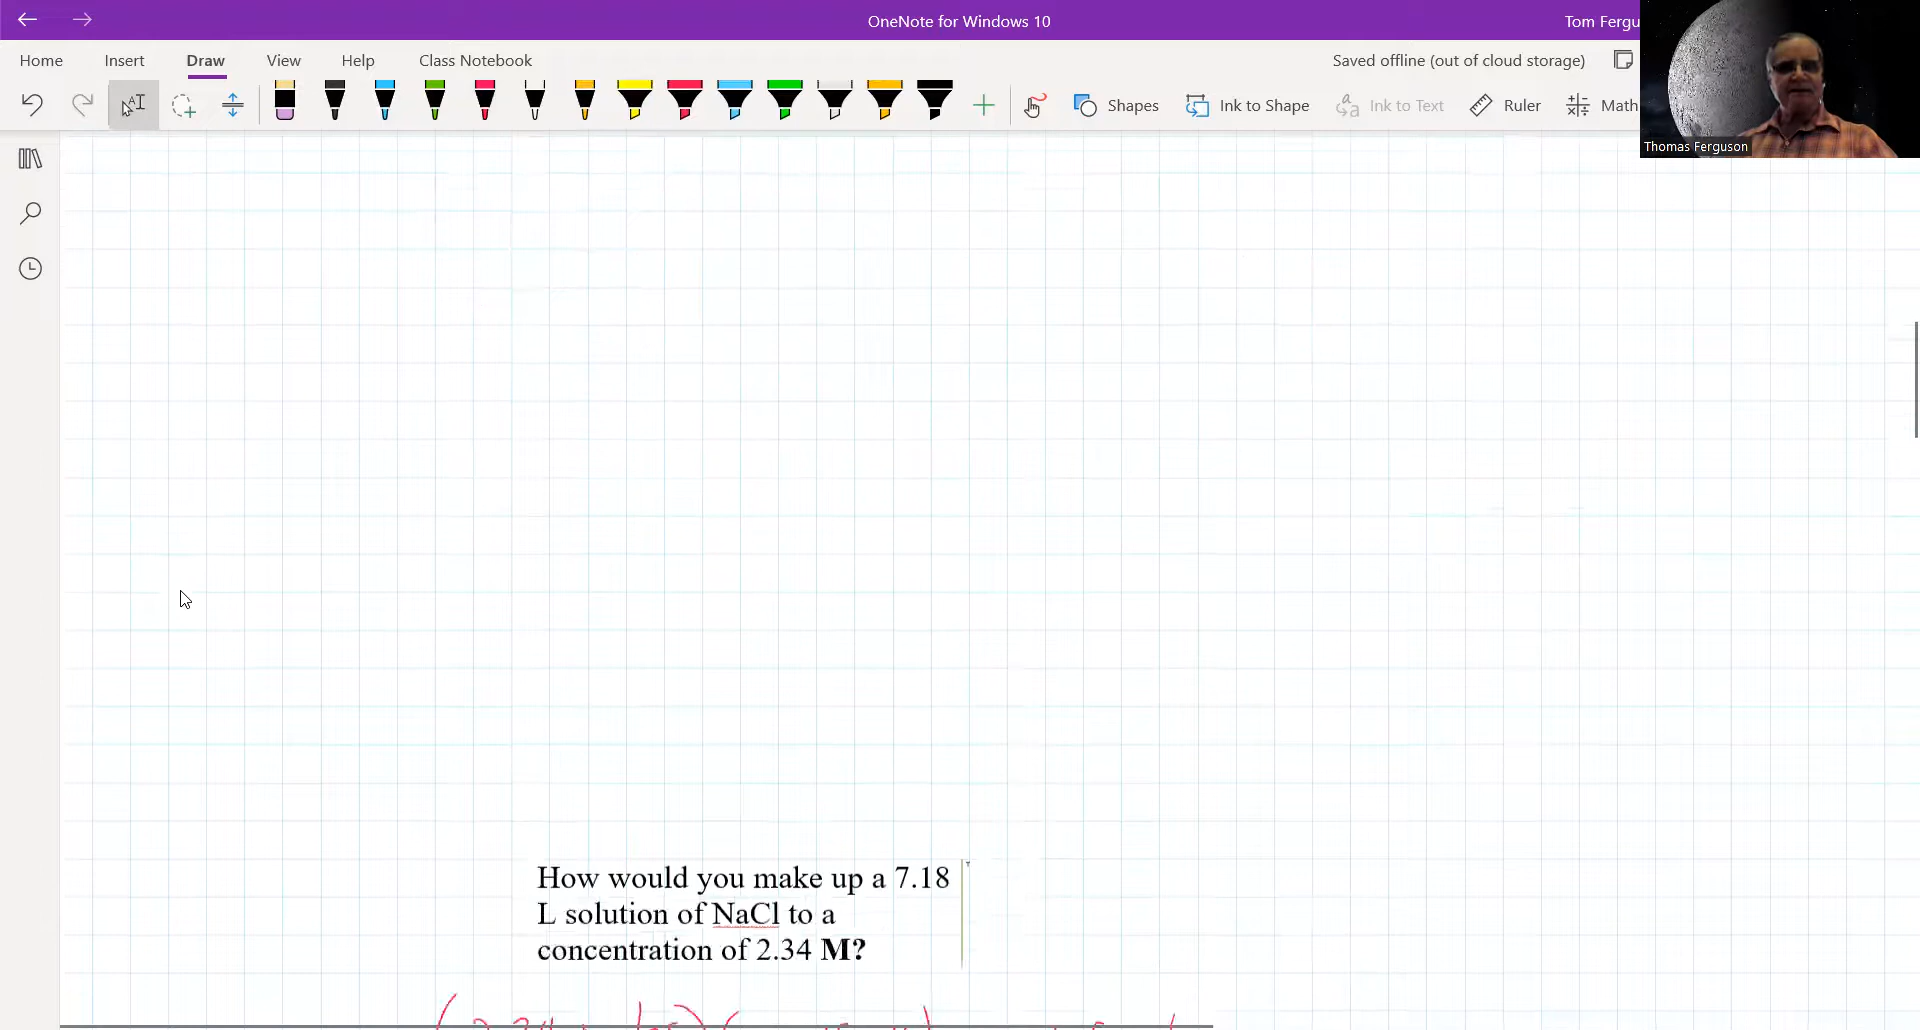 OneNote for Windows 10
Tom Fergu
Home
Insert
Draw
View
Help
Class Notebook
Saved offline (out of cloud storage)
Shapes
Ink to Shape
Ink to Text
Ruler
Math
Thomas Ferguson
How would you make up a 7.18
L solution of NaCl to a
concentration of 2.34 M?